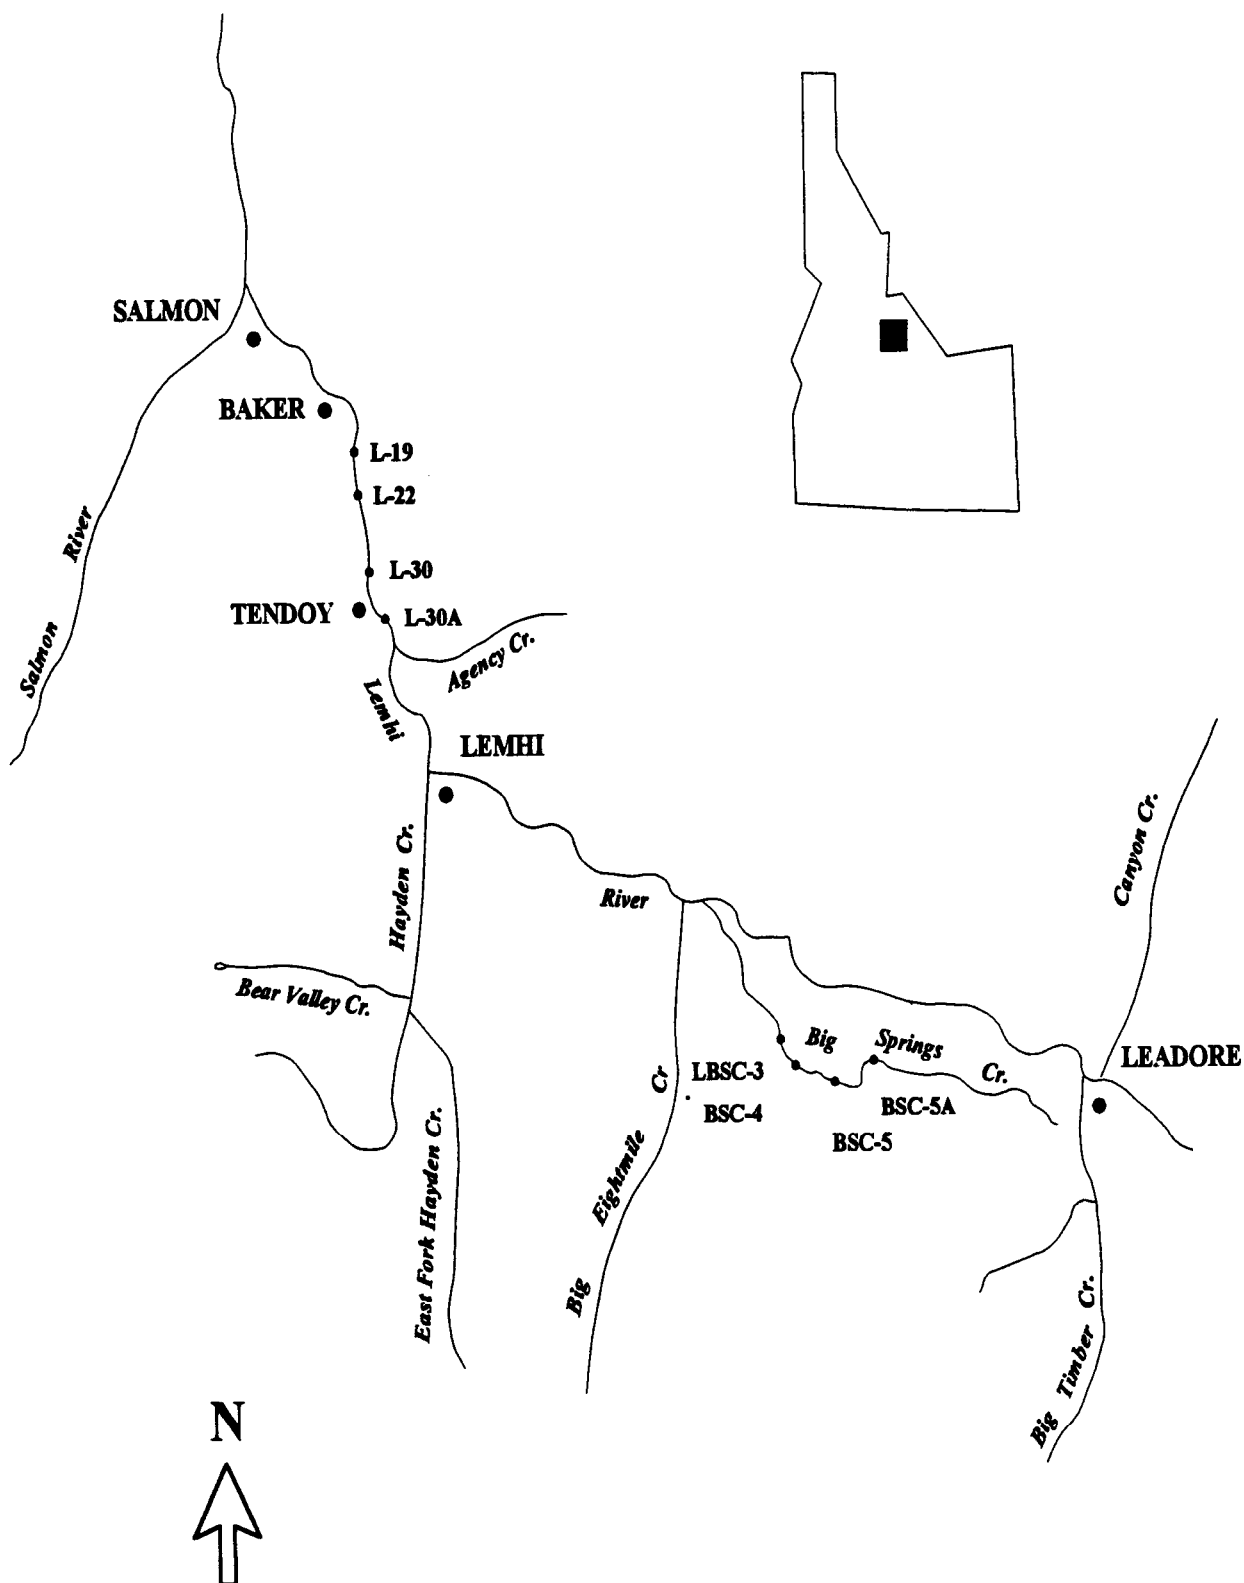 SALMON
BAKER
L-19
L-22
L-30
TENDOY
L-30A
Agency Cr.
Salmon River
Lemhi River
LEMHI
Canyon Cr.
Hayden Cr.
Bear Valley Cr.
Big Springs Cr.
LEADORE
LBSC-3
BSC-4
BSC-5A
BSC-5
Big Eightmile Cr
East Fork Hayden Cr.
Big Timber Cr.
N